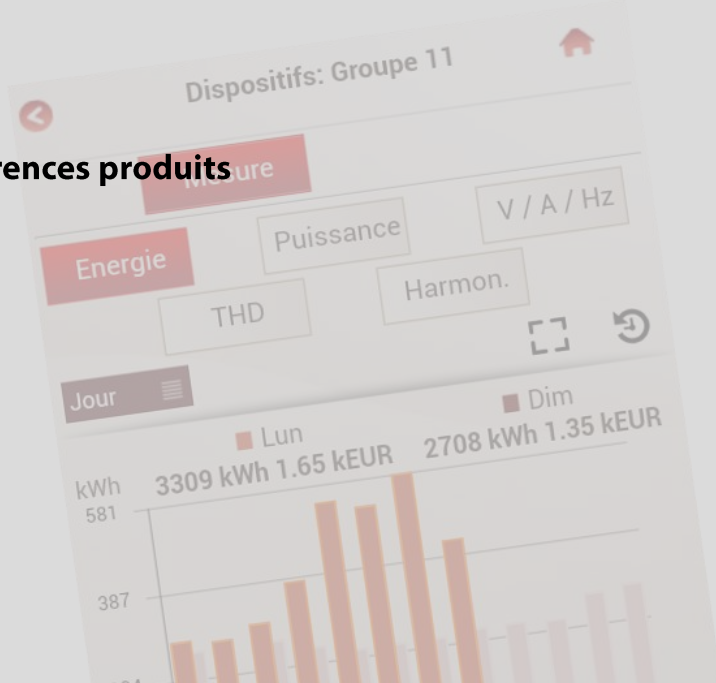 Dispositifs: Groupe 11
rences produits
Mesure
Energie
Puissance
V / A / Hz
THD
Harmon.
Jour
Lun
Dim
3309 kWh 1.65 kEUR
2708 kWh 1.35 kEUR
kWh
581
387